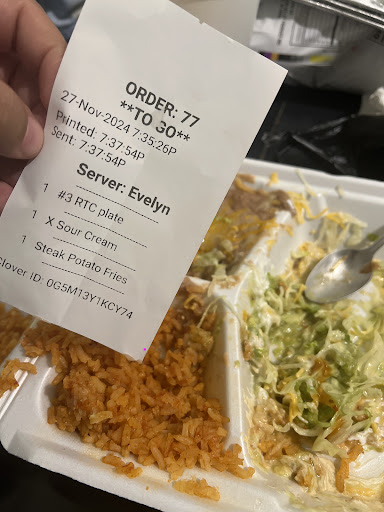 ORDER: 77
**TO GO**
27-Nov-2024 7:35:26P
Printed: 7:37:54P
Sent: 7:37:54P
Server: Evelyn
1 #3 RTC plate
1 X Sour Cream
1 Steak Potato Fries
Clover ID: 0G5M13Y1KCY74